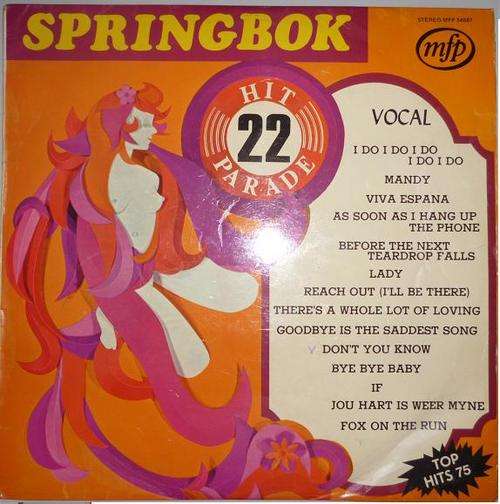 SPRINGBOK
STEREO MFP 54687
mfp
HIT
22
PARADE
VOCAL
I DO I DO I DO
I DO I DO
MANDY
VIVA ESPANA
AS SOON AS I HANG UP
THE PHONE
BEFORE THE NEXT
TEARDROP FALLS
LADY
REACH OUT (I'LL BE THERE)
THERE'S A WHOLE LOT OF LOVING
GOODBYE IS THE SADDEST SONG
DON'T YOU KNOW
BYE BYE BABY
IF
JOU HART IS WEER MYNE
FOX ON THE RUN
TOP
HITS 75